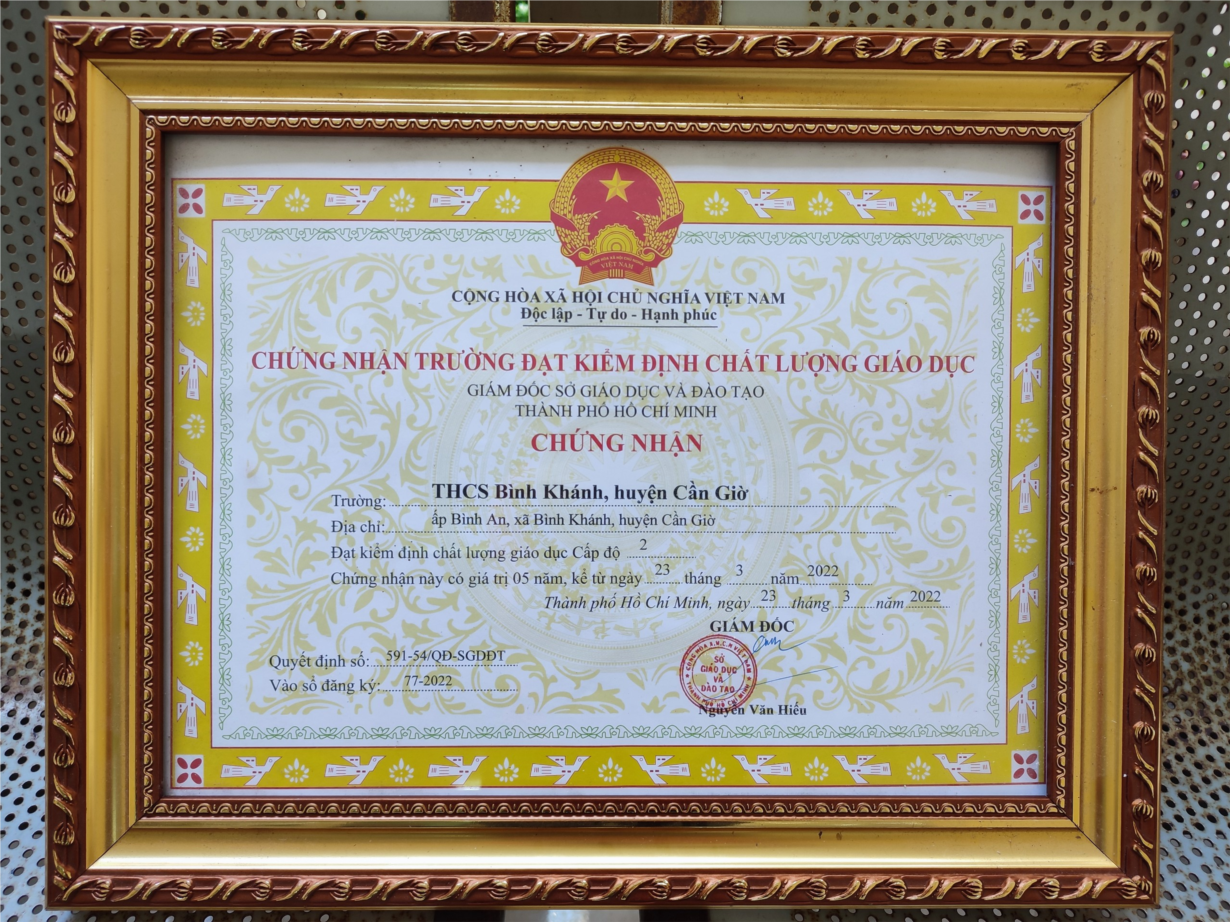 CỘNG HÒA XÃ HỘI CHỦ NGHĨA VIỆT NAM
Độc lập - Tự do - Hạnh phúc
CHỨNG NHẬN TRƯỜNG ĐẠT KIỂM ĐỊNH CHẤT LƯỢNG GIÁO DỤC
GIÁM ĐỐC SỞ GIÁO DỤC VÀ ĐÀO TẠO
THÀNH PHỐ HỒ CHÍ MINH
CHỨNG NHẬN
Trường: THCS Bình Khánh, huyện Cần Giờ
Địa chỉ: ấp Bình An, xã Bình Khánh, huyện Cần Giờ
Đạt kiểm định chất lượng giáo dục Cấp độ 2
Chứng nhận này có giá trị 05 năm, kể từ ngày 23 tháng 3 năm 2022
Thành phố Hồ Chí Minh, ngày 23 tháng 3 năm 2022
GIÁM ĐỐC
Quyết định số: 591-54/QĐ-SGDĐT
Vào sổ đăng ký: 77-2022
SỞ
GIÁO DỤC
VÀ
ĐÀO TẠO
Nguyễn Văn Hiếu